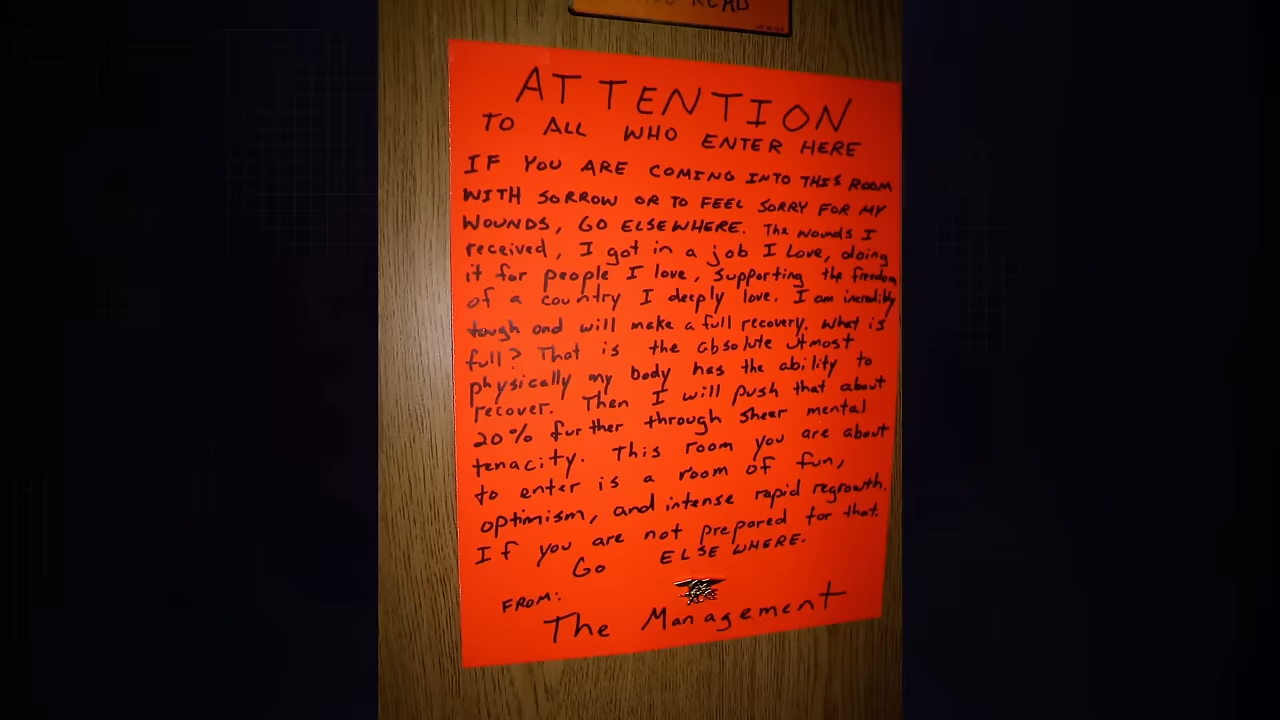 READ
ATTENTION
TO ALL WHO ENTER HERE
IF YOU ARE COMING INTO THIS ROOM
WITH SORROW OR TO FEEL SORRY FOR MY
WOUNDS, GO ELSEWHERE. The wounds I
received, I got in a job I love, doing
it for people I love, supporting the freedom
of a country I deeply love. I am incredibly
tough and will make a full recovery. What is
full? That is the absolute utmost
physically my body has the ability to
recover. Then I will push that about
20% further through sheer mental
tenacity. This room you are about
to enter is a room of fun,
optimism, and intense rapid regrowth.
If you are not prepared for that,
Go ELSEWHERE.
FROM:
The Management